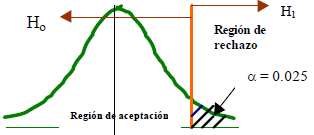 Ho
H1
Región de
rechazo
α = 0.025
Región de aceptación